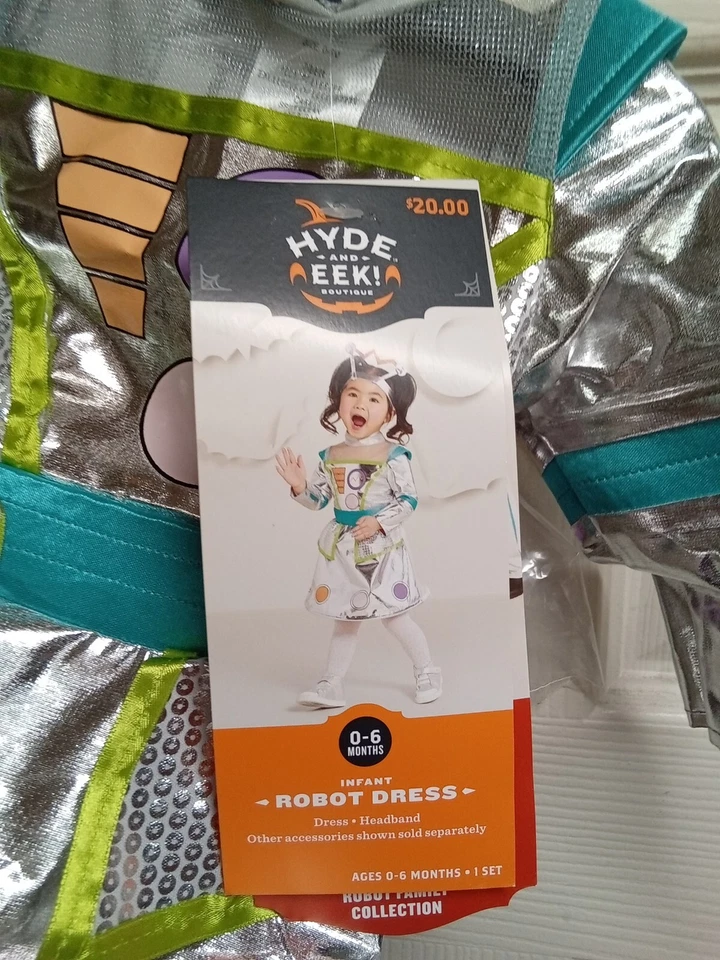 $20.00
HYDE
AND
EEK!
BOUTIQUE
0-6
MONTHS
INFANT
ROBOT DRESS
Dress • Headband
Other accessories shown sold separately
AGES 0-6 MONTHS • 1 SET
ROBOT FAMILY
COLLECTION